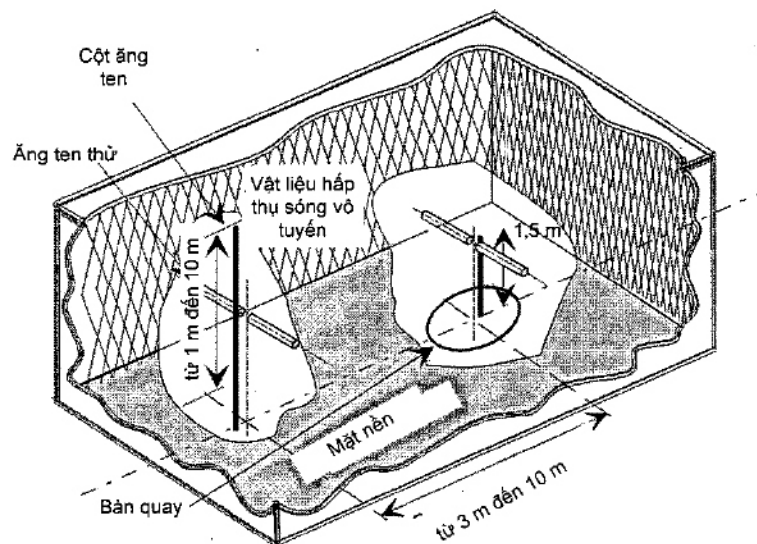 Cột ăng
ten
Ăng ten thử
Vật liệu hấp
thụ sóng vô
tuyến
1,5 m
từ 1 m đến 10 m
Mặt nền
Bàn quay
từ 3 m đến 10 m